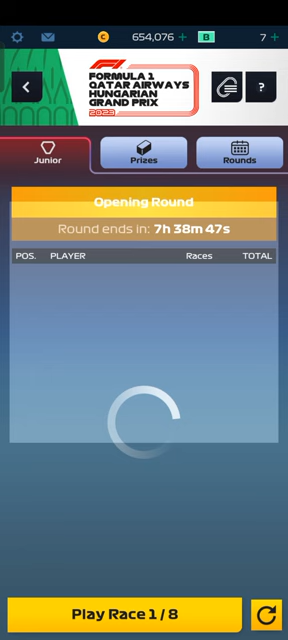 C 654,076 + B 7 +
F1
FORMULA 1
QATAR AIRWAYS
HUNGARIAN
GRAND PRIX
2023
?
Junior
Prizes
Rounds
Opening Round
Round ends in: 7h 38m 47s
POS. PLAYER Races TOTAL
Play Race 1 / 8